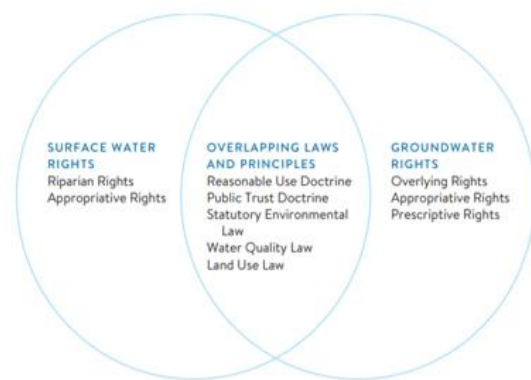 SURFACE WATER
RIGHTS
Riparian Rights
Appropriative Rights
OVERLAPPING LAWS
AND PRINCIPLES
Reasonable Use Doctrine
Public Trust Doctrine
Statutory Environmental
Law
Water Quality Law
Land Use Law
GROUNDWATER
RIGHTS
Overlying Rights
Appropriative Rights
Prescriptive Rights